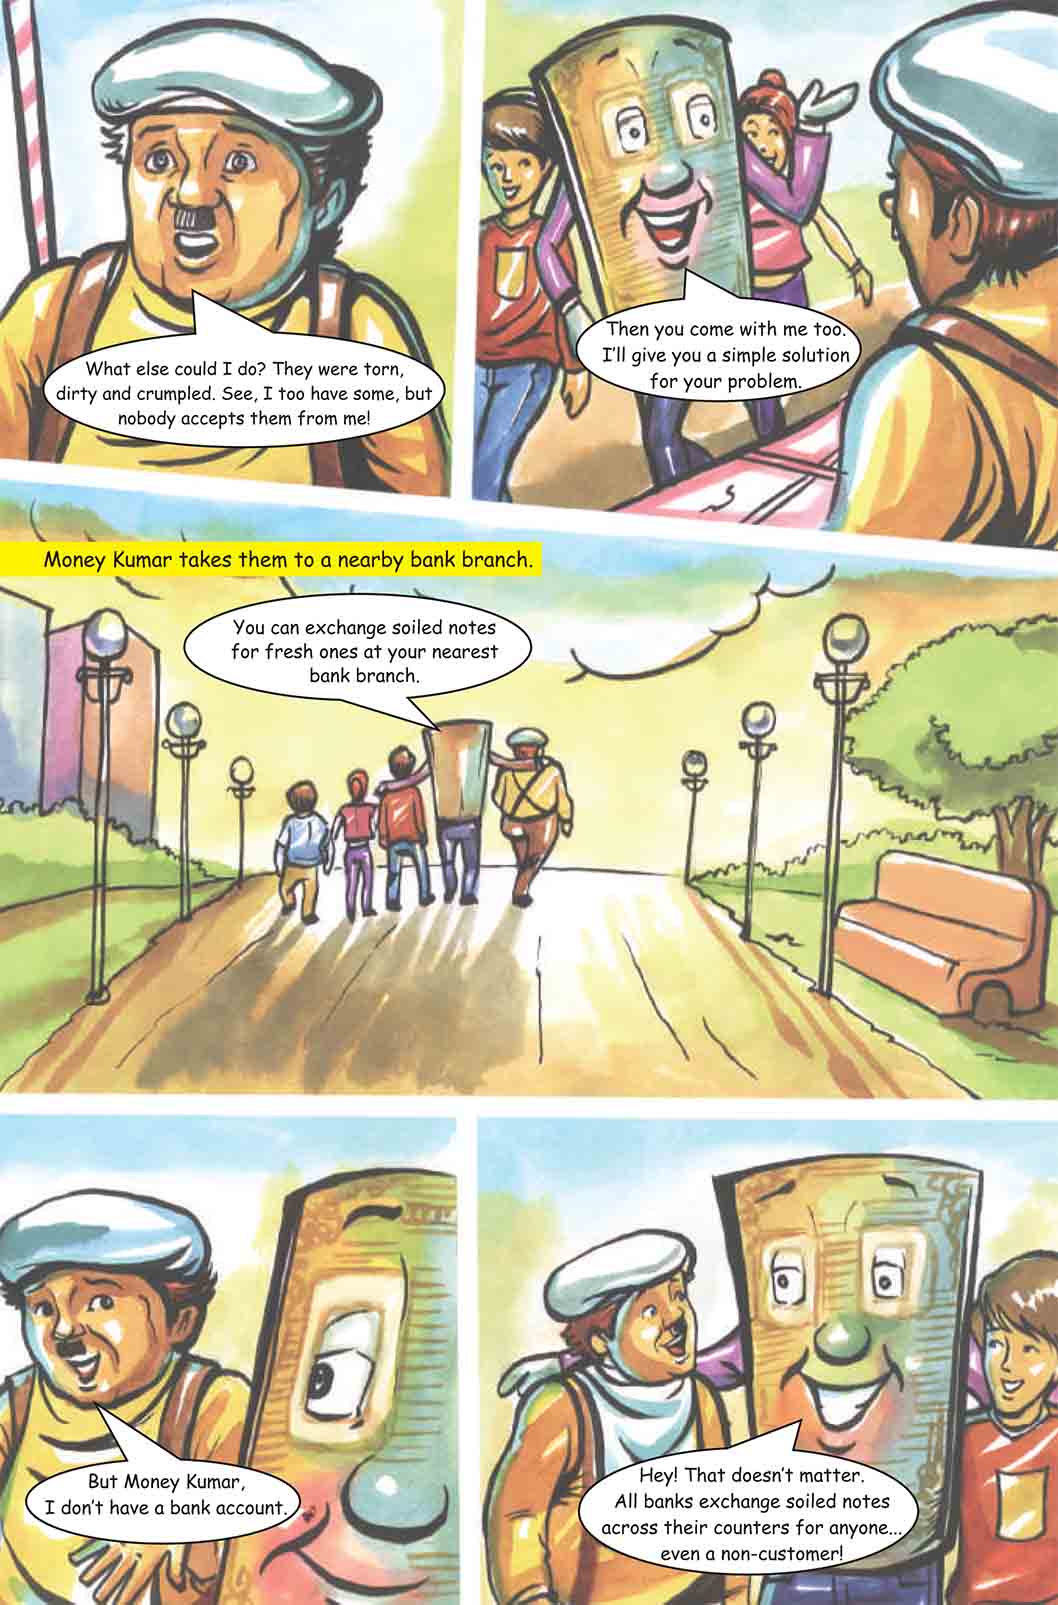 What else could I do? They were torn,
dirty and crumpled. See, I too have some, but
nobody accepts them from me!
Then you come with me too.
I'll give you a simple solution
for your problem.
Money Kumar takes them to a nearby bank branch.
You can exchange soiled notes
for fresh ones at your nearest
bank branch.
But Money Kumar,
I don't have a bank account.
Hey! That doesn't matter.
All banks exchange soiled notes
across their counters for anyone...
even a non-customer!